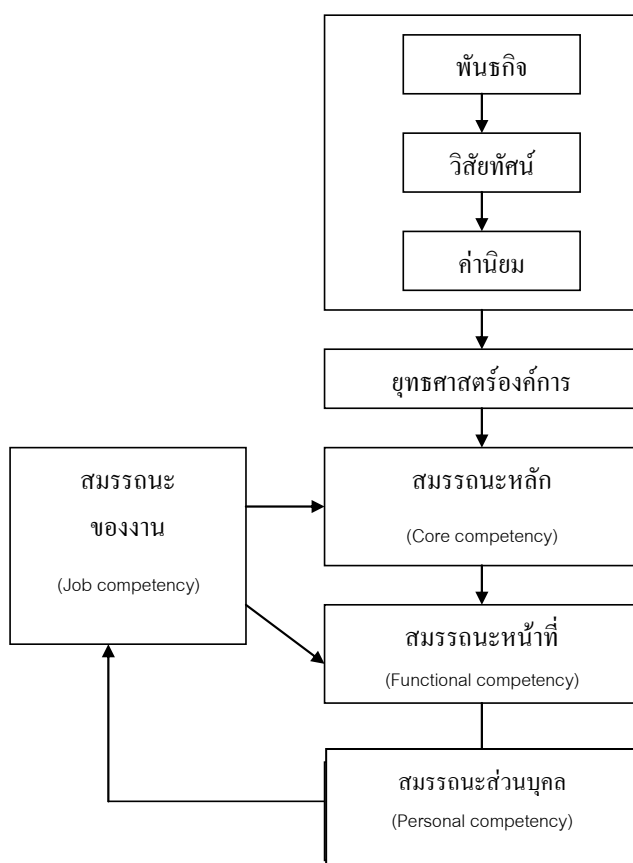 พันธกิจ
วิสัยทัศน์
ค่านิยม
ยุทธศาสตร์องค์การ
สมรรถนะ
ของงาน
(Job competency)
สมรรถนะหลัก
(Core competency)
สมรรถนะหน้าที่
(Functional competency)
สมรรถนะส่วนบุคคล
(Personal competency)